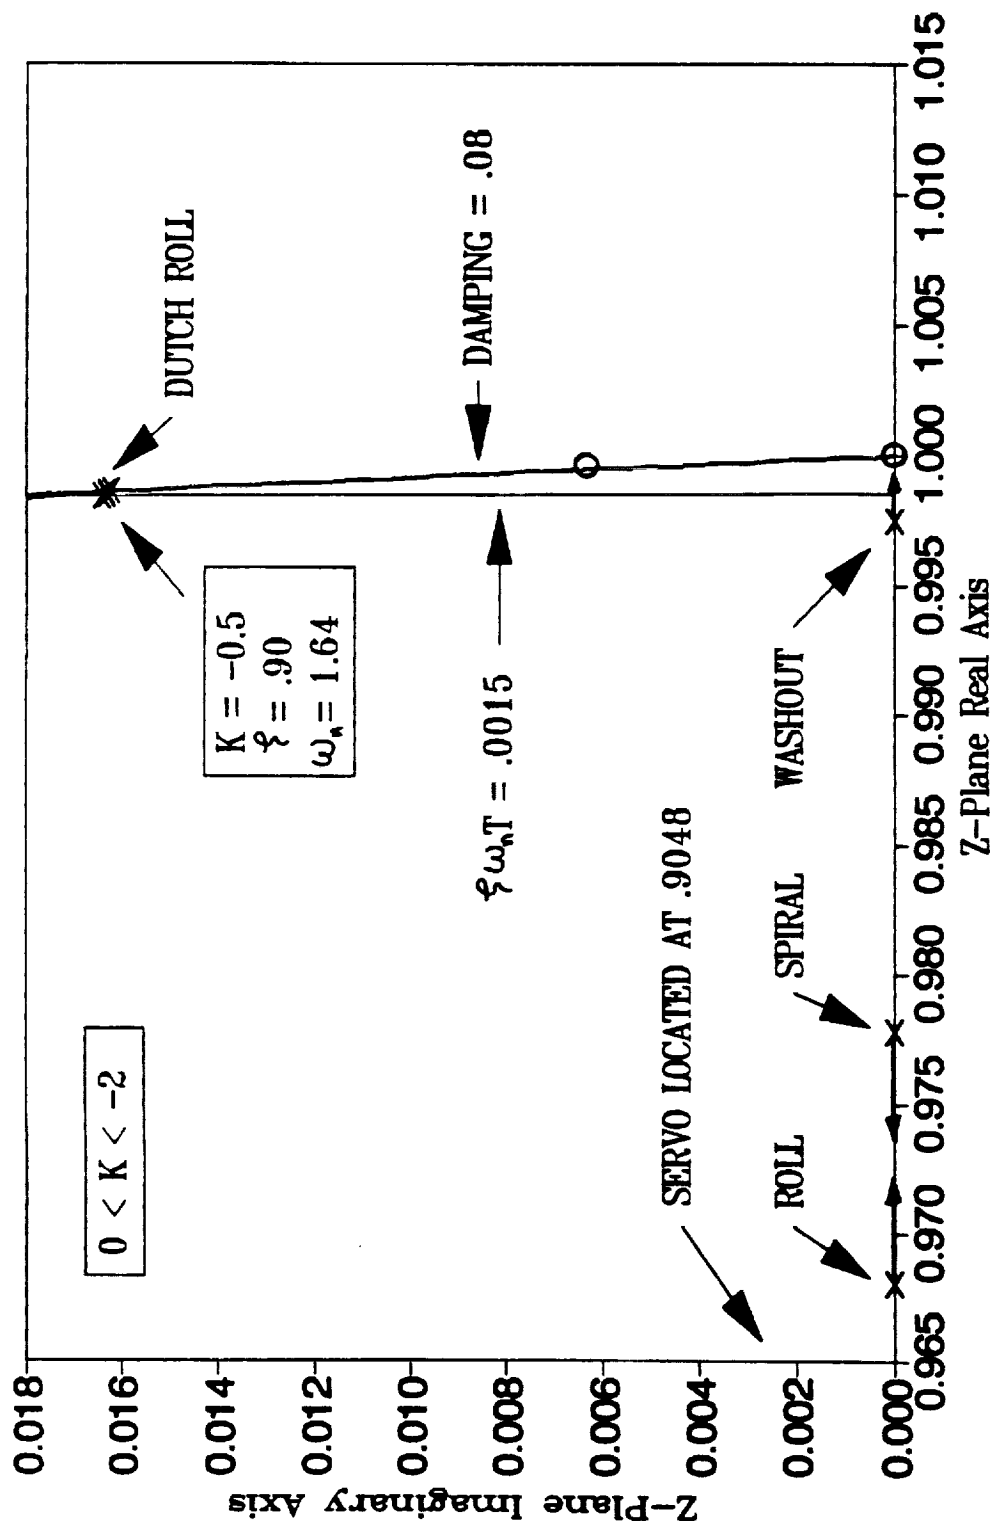 0 < K < -2
K = -0.5
ξ = .90
ωₙ = 1.64
DUTCH ROLL
ξωₙT = .0015
DAMPING = .08
SERVO LOCATED AT .9048
ROLL
SPIRAL
WASHOUT
Z-Plane Imaginary Axis
0.018
0.016
0.014
0.012
0.010
0.008
0.006
0.004
0.002
0.000
0.965
0.970
0.975
0.980
0.985
0.990
0.995
1.000
1.005
1.010
1.015
Z-Plane Real Axis